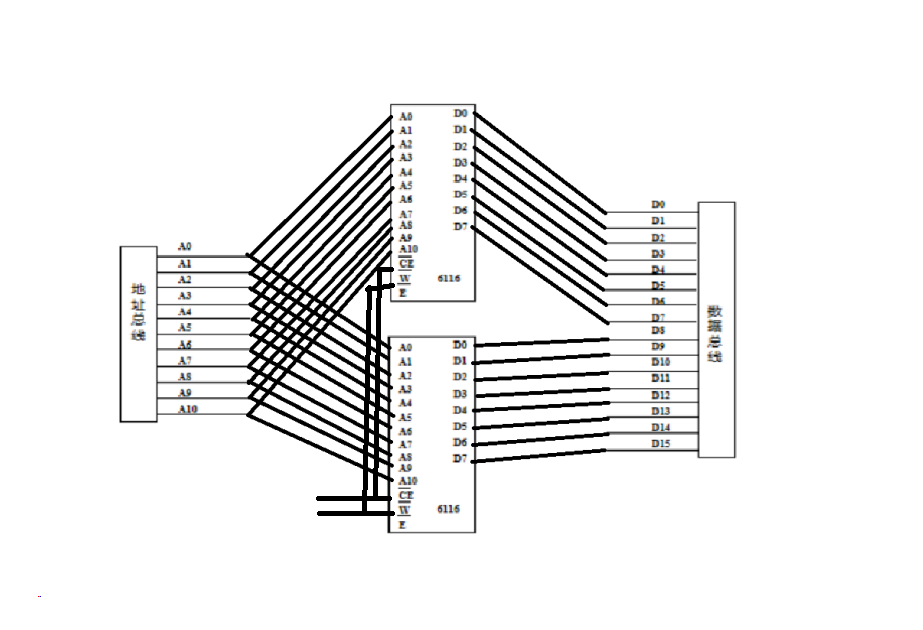 地址总线
A0
A1
A2
A3
A4
A5
A6
A7
A8
A9
A10
A0
A1
A2
A3
A4
A5
A6
A7
A8
A9
A10
CE
W
E
D0
D1
D2
D3
D4
D5
D6
D7
6116
A0
A1
A2
A3
A4
A5
A6
A7
A8
A9
A10
CE
W
E
D0
D1
D2
D3
D4
D5
D6
D7
6116
D0
D1
D2
D3
D4
D5
D6
D7
D8
D9
D10
D11
D12
D13
D14
D15
数据总线